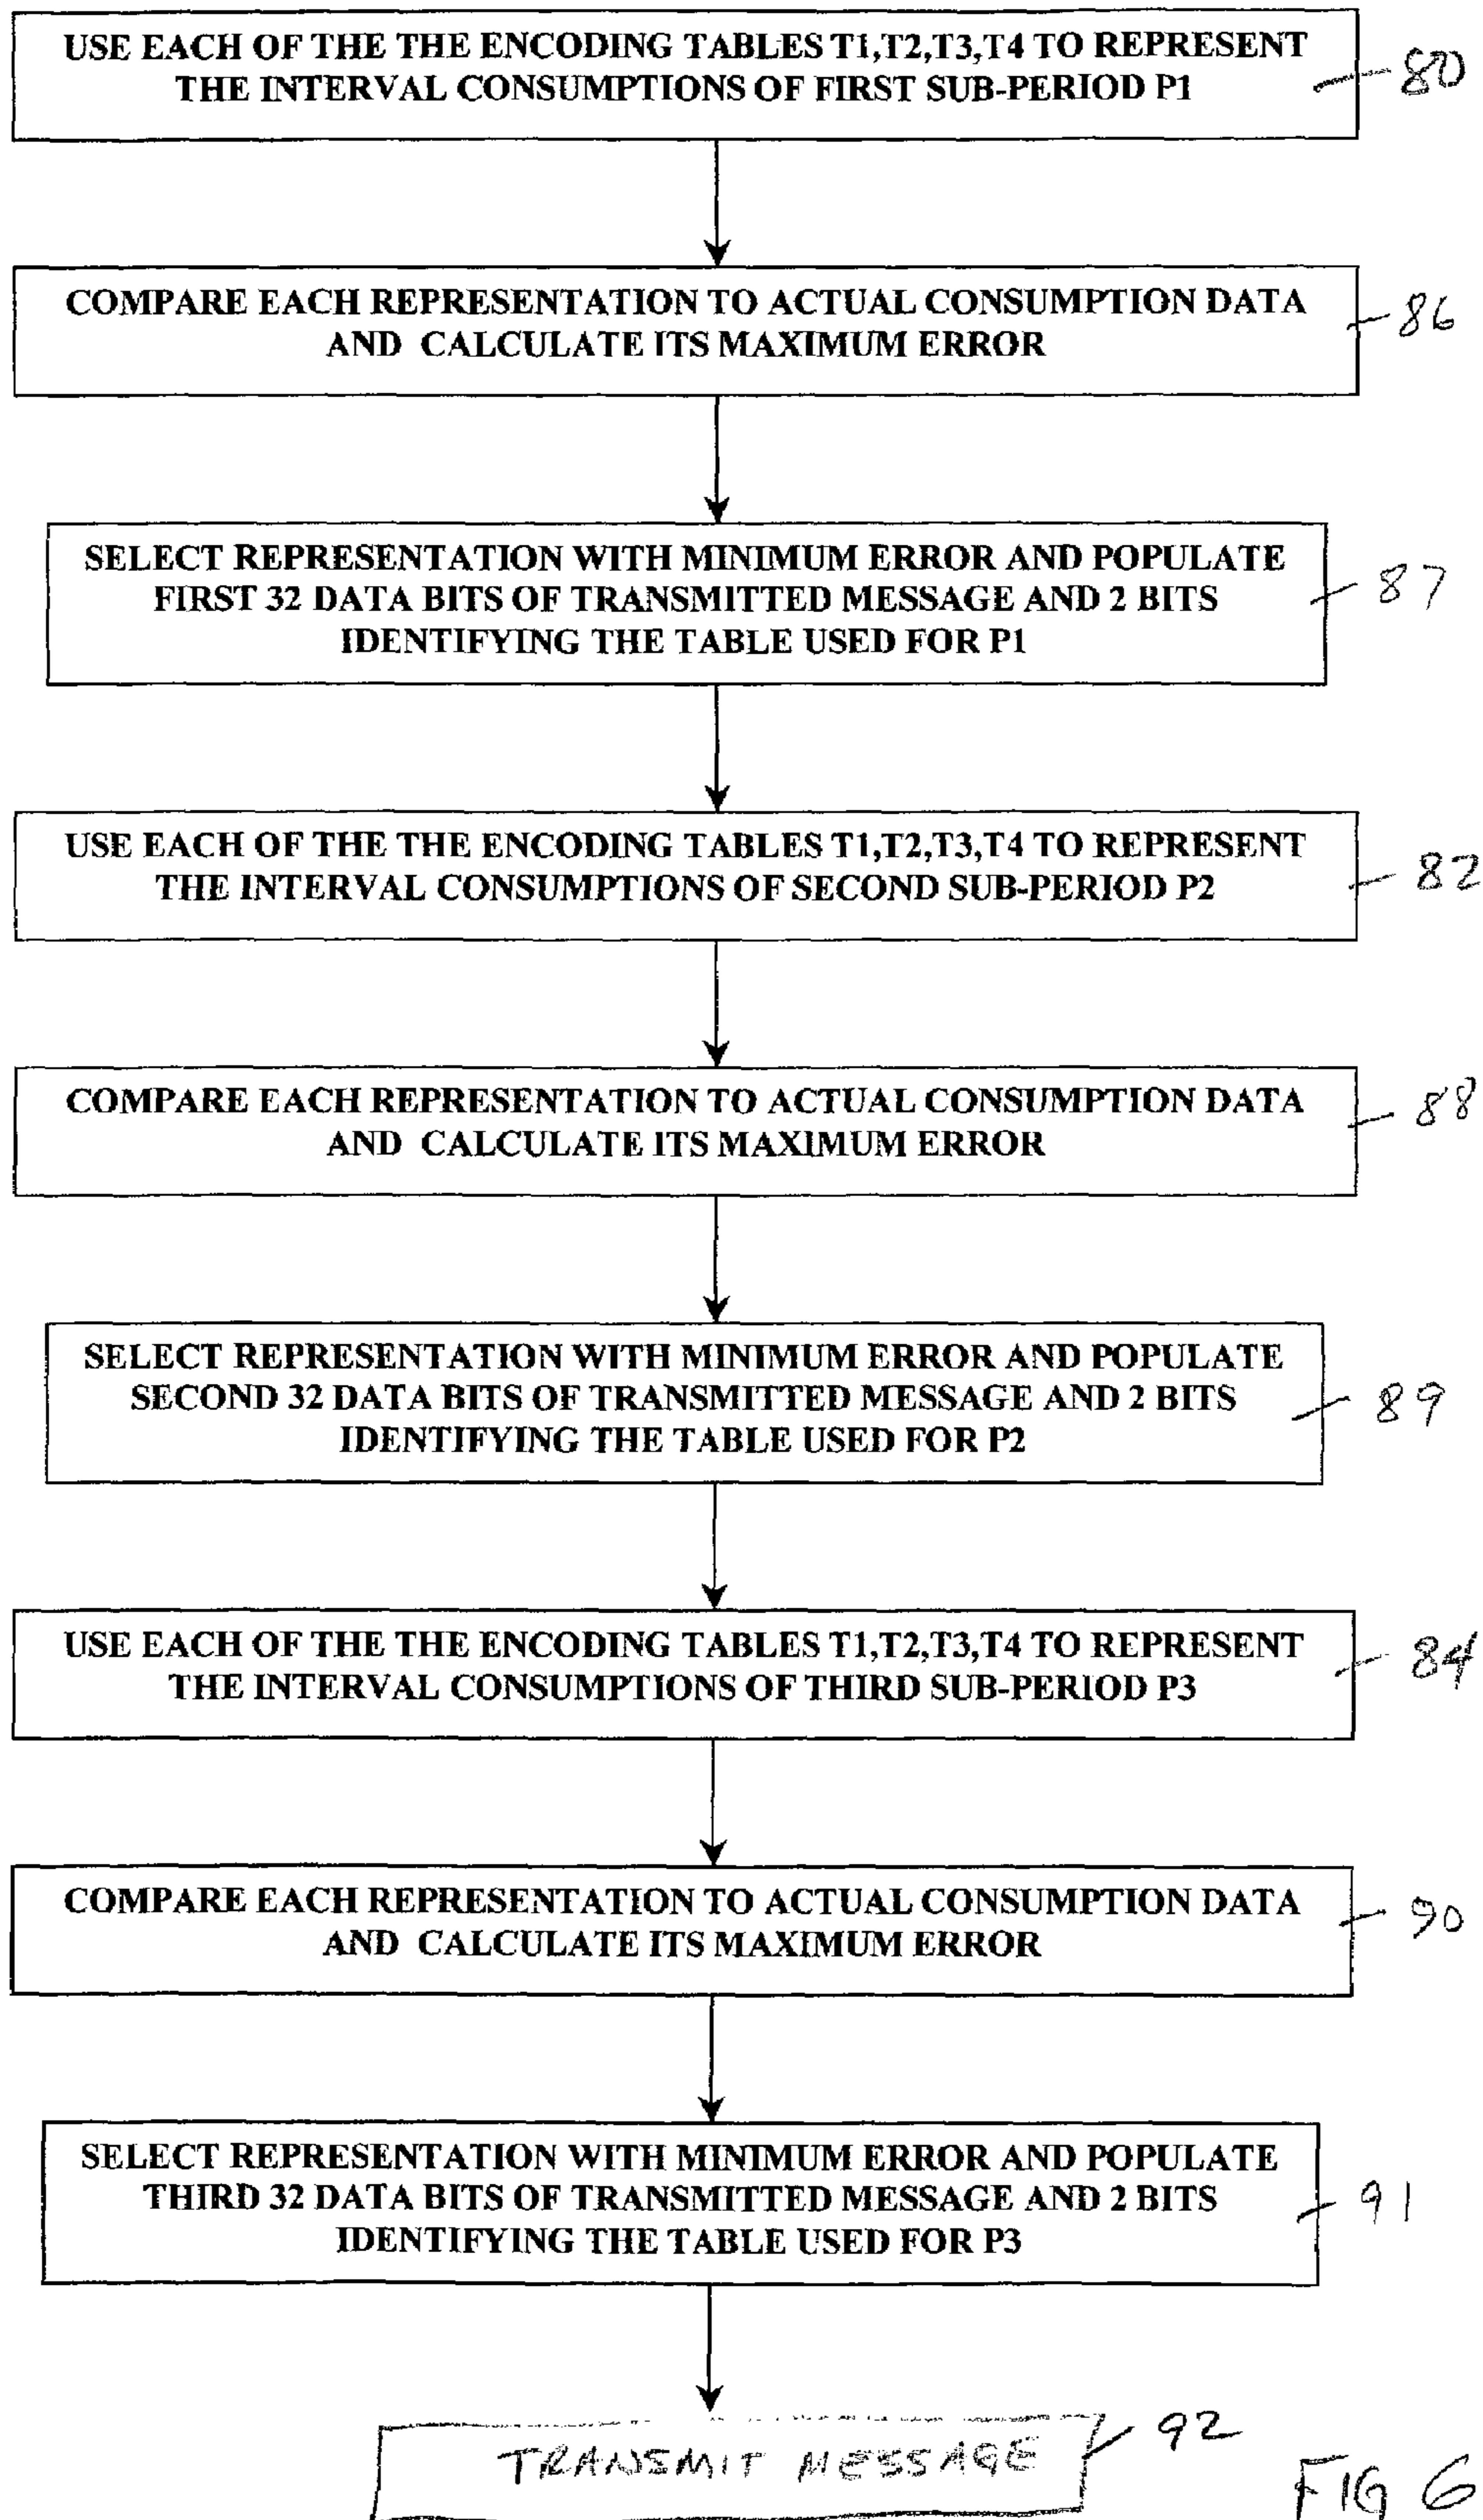 USE EACH OF THE THE ENCODING TABLES T1,T2,T3,T4 TO REPRESENT
THE INTERVAL CONSUMPTIONS OF FIRST SUB-PERIOD P1
80
COMPARE EACH REPRESENTATION TO ACTUAL CONSUMPTION DATA
AND CALCULATE ITS MAXIMUM ERROR
86
SELECT REPRESENTATION WITH MINIMUM ERROR AND POPULATE
FIRST 32 DATA BITS OF TRANSMITTED MESSAGE AND 2 BITS
IDENTIFYING THE TABLE USED FOR P1
87
USE EACH OF THE THE ENCODING TABLES T1,T2,T3,T4 TO REPRESENT
THE INTERVAL CONSUMPTIONS OF SECOND SUB-PERIOD P2
82
COMPARE EACH REPRESENTATION TO ACTUAL CONSUMPTION DATA
AND CALCULATE ITS MAXIMUM ERROR
88
SELECT REPRESENTATION WITH MINIMUM ERROR AND POPULATE
SECOND 32 DATA BITS OF TRANSMITTED MESSAGE AND 2 BITS
IDENTIFYING THE TABLE USED FOR P2
89
USE EACH OF THE THE ENCODING TABLES T1,T2,T3,T4 TO REPRESENT
THE INTERVAL CONSUMPTIONS OF THIRD SUB-PERIOD P3
84
COMPARE EACH REPRESENTATION TO ACTUAL CONSUMPTION DATA
AND CALCULATE ITS MAXIMUM ERROR
90
SELECT REPRESENTATION WITH MINIMUM ERROR AND POPULATE
THIRD 32 DATA BITS OF TRANSMITTED MESSAGE AND 2 BITS
IDENTIFYING THE TABLE USED FOR P3
91
TRANSMIT MESSAGE
92
FIG 6